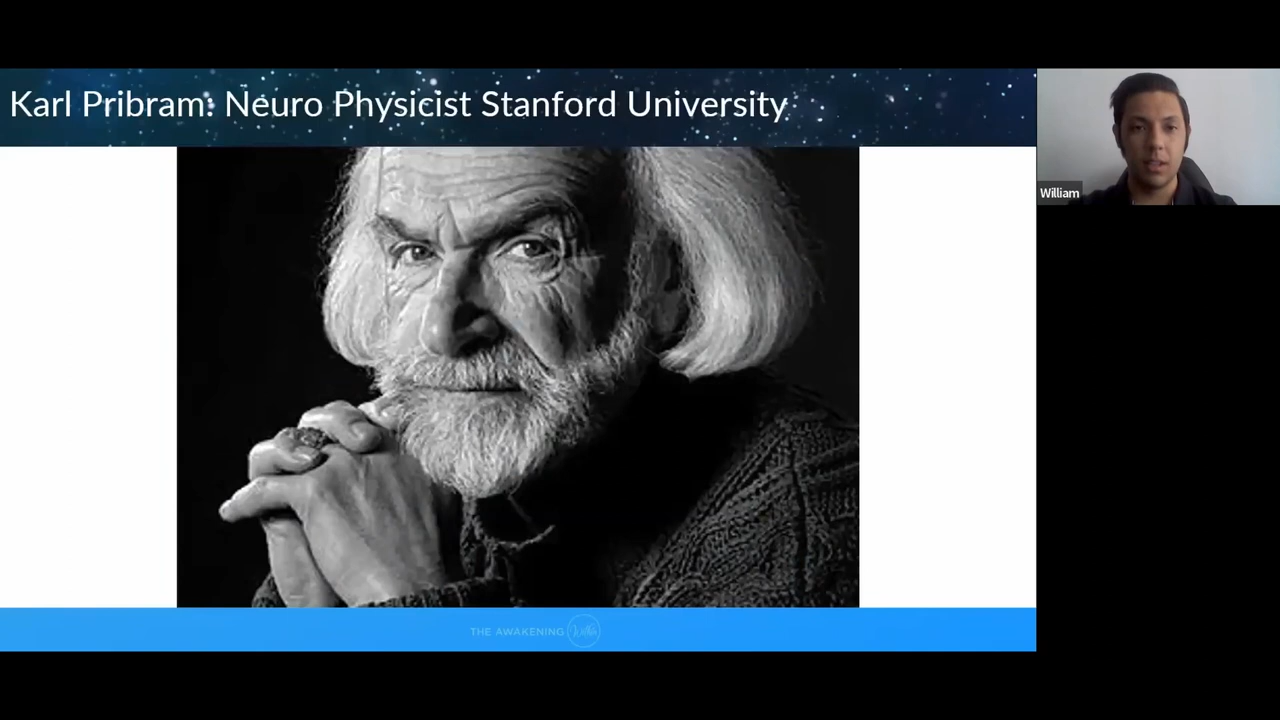 Karl Pribram: Neuro Physicist Stanford University
William
THE AWAKENING